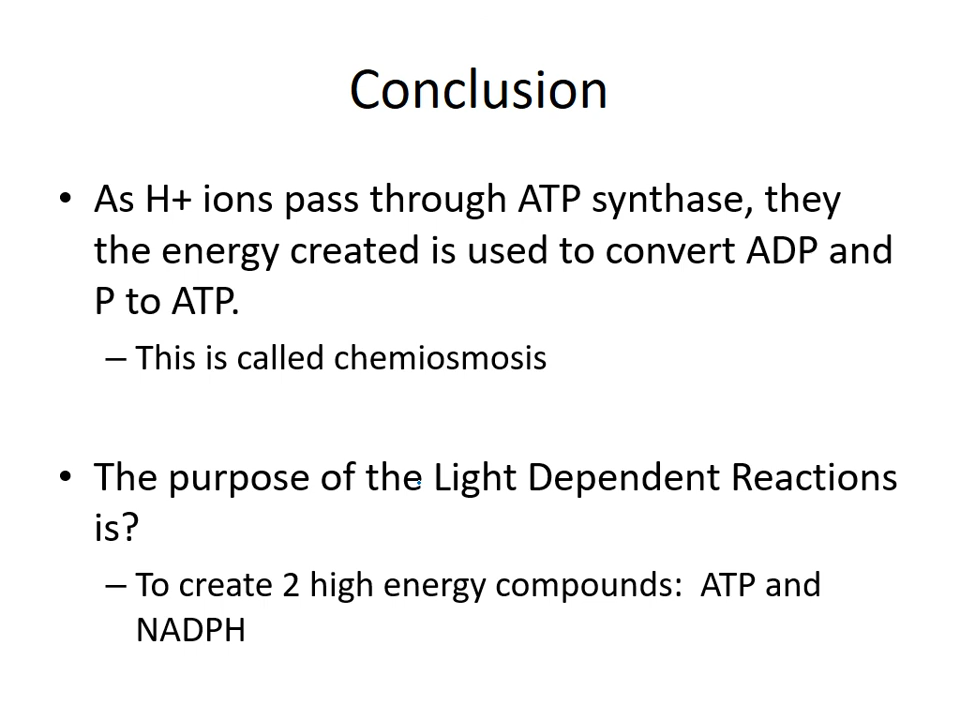 Conclusion
• As H+ ions pass through ATP synthase, they
the energy created is used to convert ADP and
P to ATP.
– This is called chemiosmosis
• The purpose of the Light Dependent Reactions
is?
– To create 2 high energy compounds:  ATP and
NADPH